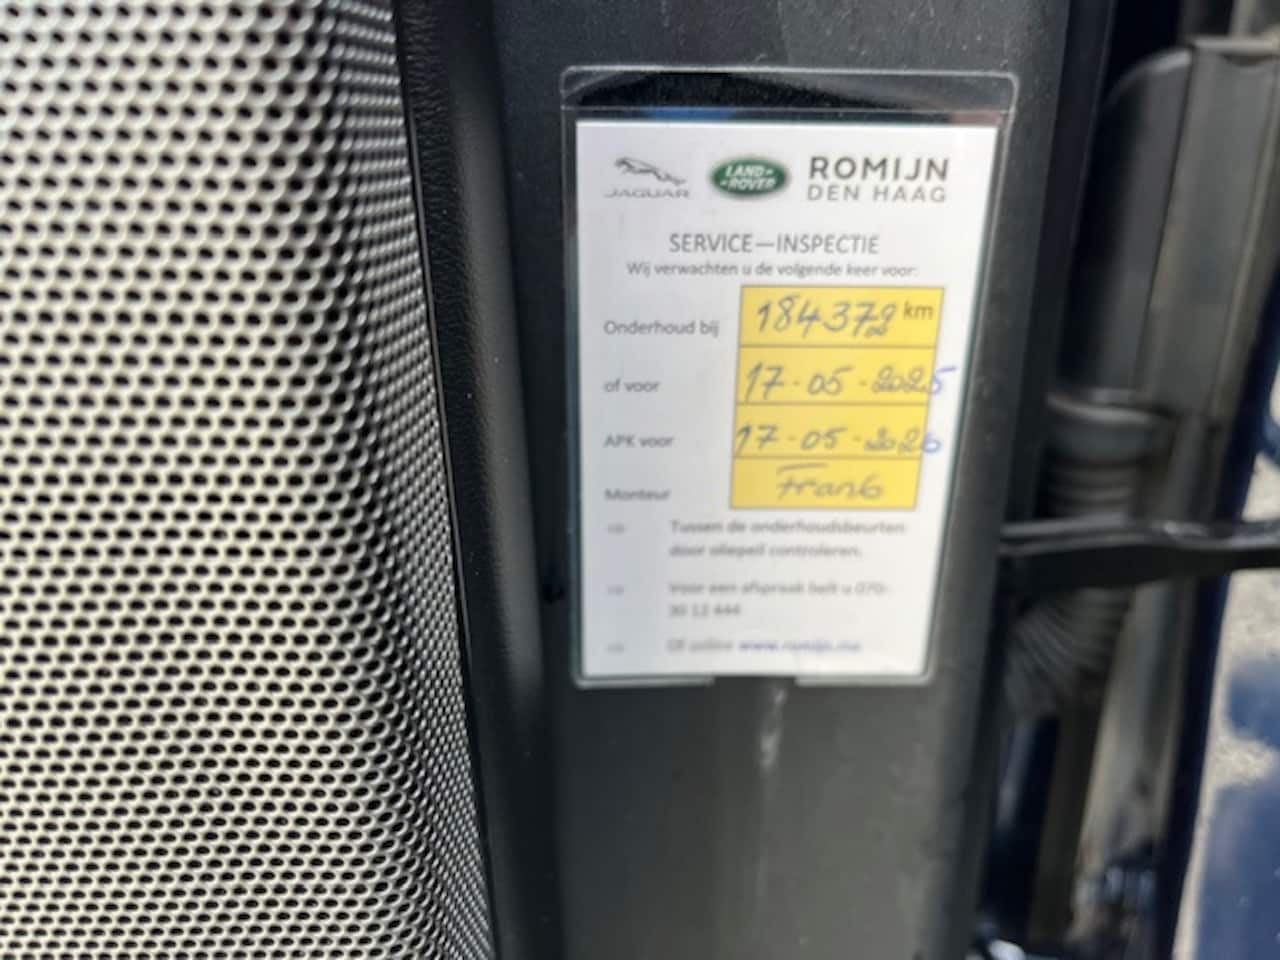 JAGUAR LAND-ROVER ROMIJN
DEN HAAG
SERVICE—INSPECTIE
Wij verwachten u de volgende keer voor:
Onderhoud bij 184372 km
of voor 17-05-2025
APK voor 17-05-2026
Monteur Frank
Tussen de onderhoudsbeurten
door oliepeil controleren.
Voor een afspraak belt u 070-
30 12 444
Of online www.romijn.